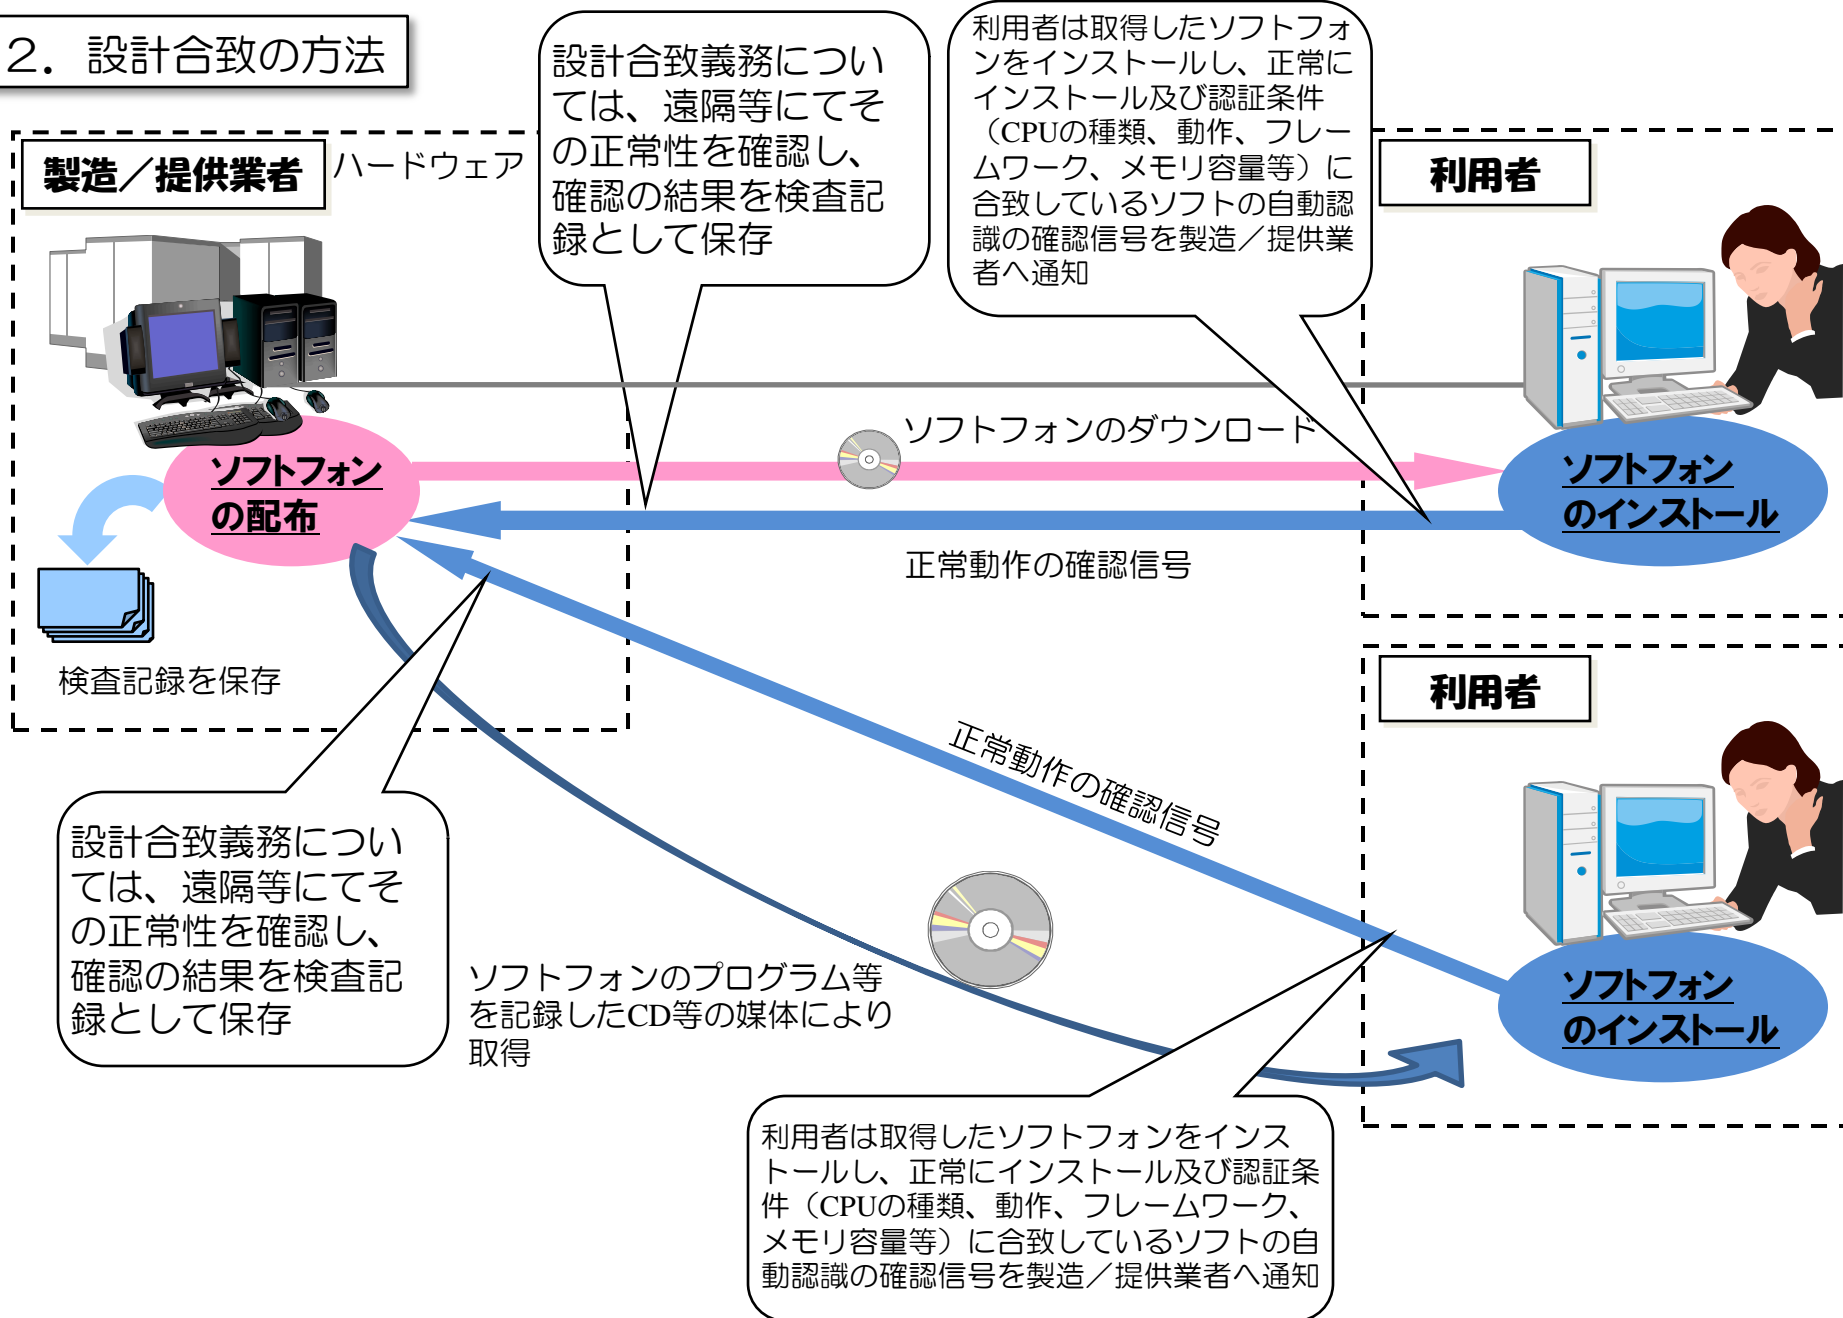 ２．設計合致の方法
製造／提供業者
ハードウェア
設計合致義務につい
ては、遠隔等にてそ
の正常性を確認し、
確認の結果を検査記
録として保存
利用者は取得したソフトフォ
ンをインストールし、正常に
インストール及び認証条件
（CPUの種類、動作、フレー
ムワーク、メモリ容量等）に
合致しているソフトの自動認
識の確認信号を製造／提供業
者へ通知
利用者
ソフトフォンのダウンロード
ソフトフォン
の配布
ソフトフォン
のインストール
正常動作の確認信号
検査記録を保存
利用者
正常動作の確認信号
設計合致義務につい
ては、遠隔等にてそ
の正常性を確認し、
確認の結果を検査記
録として保存
ソフトフォンのプログラム等
を記録したCD等の媒体により
取得
ソフトフォン
のインストール
利用者は取得したソフトフォンをインス
トールし、正常にインストール及び認証条
件（CPUの種類、動作、フレームワーク、
メモリ容量等）に合致しているソフトの自
動認識の確認信号を製造／提供業者へ通知